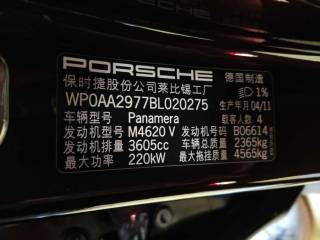 PORSCHE 德国制造
保时捷股份公司莱比锡工厂 1%
WP0AA2977BL020275 生产年月 04/11
车辆型号 Panamera 载客人数 4
发动机型号 M4620 V 发动机号码 B06614
发动机排量 3605cc 车辆总质量 2365kg
最大功率 220kW 最大拖挂质量 4565kg